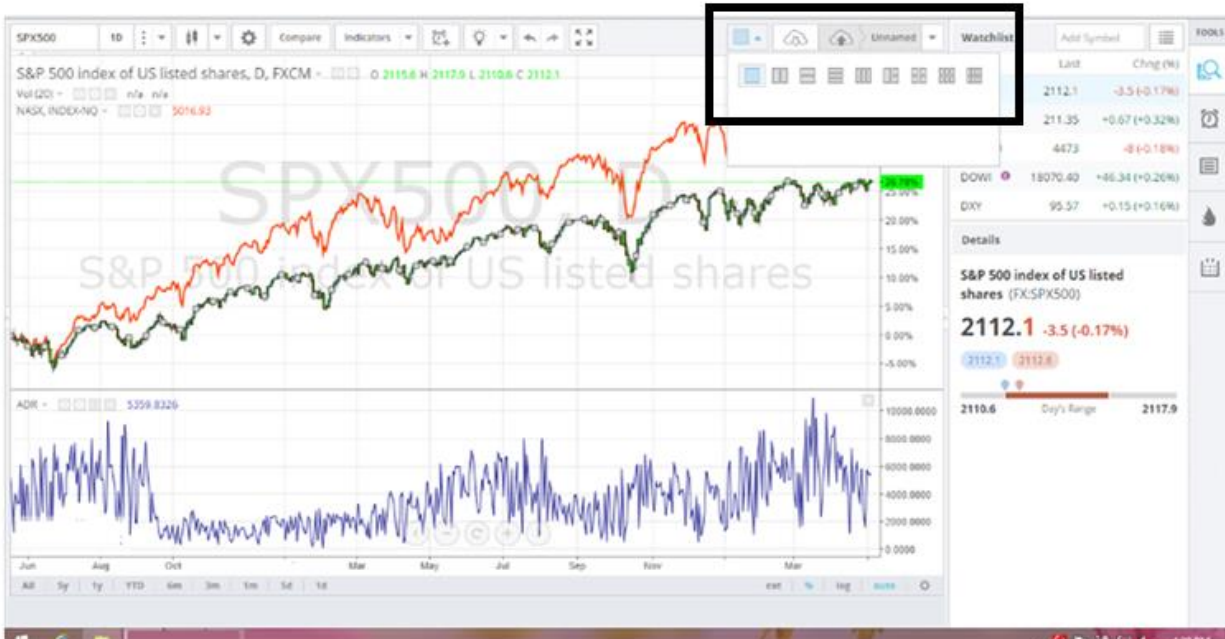 SPX500 1D Compare Indicators Unnamed Watchlist Add Symbol TOOLS
S&P 500 index of US listed shares, D, FXCM O 2115.6 H 2117.9 L 2110.6 C 2112.1
Vol (20) n/a n/a
NASX, INDEX-NQ 5016.93
Last Chng (%)
2112.1 -3.5 (-0.17%)
211.35 +0.67 (+0.32%)
4473 -8 (-0.18%)
DOWI 18070.40 +46.34 (+0.26%)
DXY 95.57 +0.15 (+0.16%)
SPX500, D
S&P 500 index of US listed shares
25.00%
20.00%
15.00%
10.00%
5.00%
0.00%
-5.00%
Details
S&P 500 index of US listed
shares (FX:SPX500)
2112.1 -3.5 (-0.17%)
2112.1 2112.6
2110.6 Day's Range 2117.9
ADR 5359.8326
10000.0000
8000.0000
6000.0000
4000.0000
2000.0000
0.0000
Jun Aug Oct Mar May Jul Sep Nov Mar
All 5y 1y YTD 6m 3m 1m 5d 1d ext % log auto